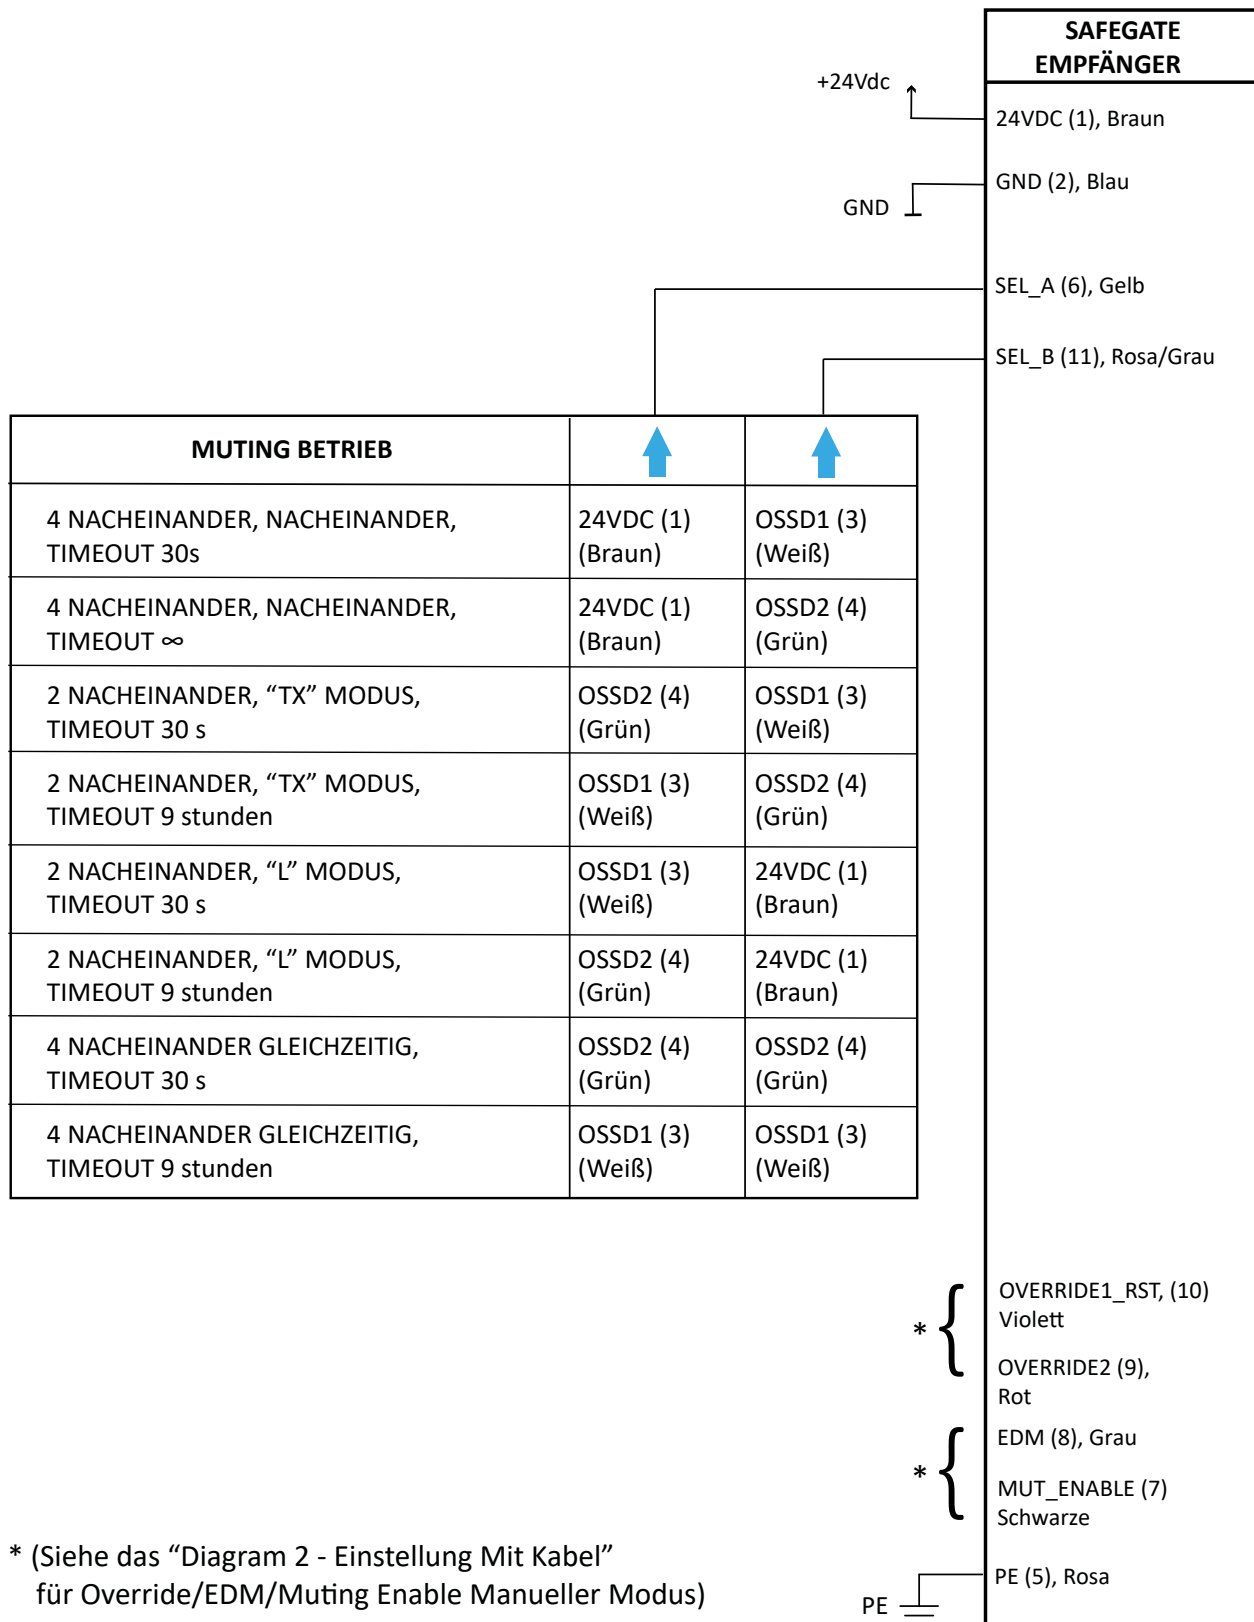 SAFEGATE
EMPFÄNGER
+24Vdc
24VDC (1), Braun
GND (2), Blau
GND
SEL_A (6), Gelb
SEL_B (11), Rosa/Grau
MUTING BETRIEB
4 NACHEINANDER, NACHEINANDER,
TIMEOUT 30s
24VDC (1)
(Braun)
OSSD1 (3)
(Weiß)
4 NACHEINANDER, NACHEINANDER,
TIMEOUT ∞
24VDC (1)
(Braun)
OSSD2 (4)
(Grün)
2 NACHEINANDER, “TX” MODUS,
TIMEOUT 30 s
OSSD2 (4)
(Grün)
OSSD1 (3)
(Weiß)
2 NACHEINANDER, “TX” MODUS,
TIMEOUT 9 stunden
OSSD1 (3)
(Weiß)
OSSD2 (4)
(Grün)
2 NACHEINANDER, “L” MODUS,
TIMEOUT 30 s
OSSD1 (3)
(Weiß)
24VDC (1)
(Braun)
2 NACHEINANDER, “L” MODUS,
TIMEOUT 9 stunden
OSSD2 (4)
(Grün)
24VDC (1)
(Braun)
4 NACHEINANDER GLEICHZEITIG,
TIMEOUT 30 s
OSSD2 (4)
(Grün)
OSSD2 (4)
(Grün)
4 NACHEINANDER GLEICHZEITIG,
TIMEOUT 9 stunden
OSSD1 (3)
(Weiß)
OSSD1 (3)
(Weiß)
OVERRIDE1_RST, (10)
Violett
*
OVERRIDE2 (9),
Rot
EDM (8), Grau
*
MUT_ENABLE (7)
Schwarze
* (Siehe das “Diagram 2 - Einstellung Mit Kabel”
für Override/EDM/Muting Enable Manueller Modus)
PE (5), Rosa
PE